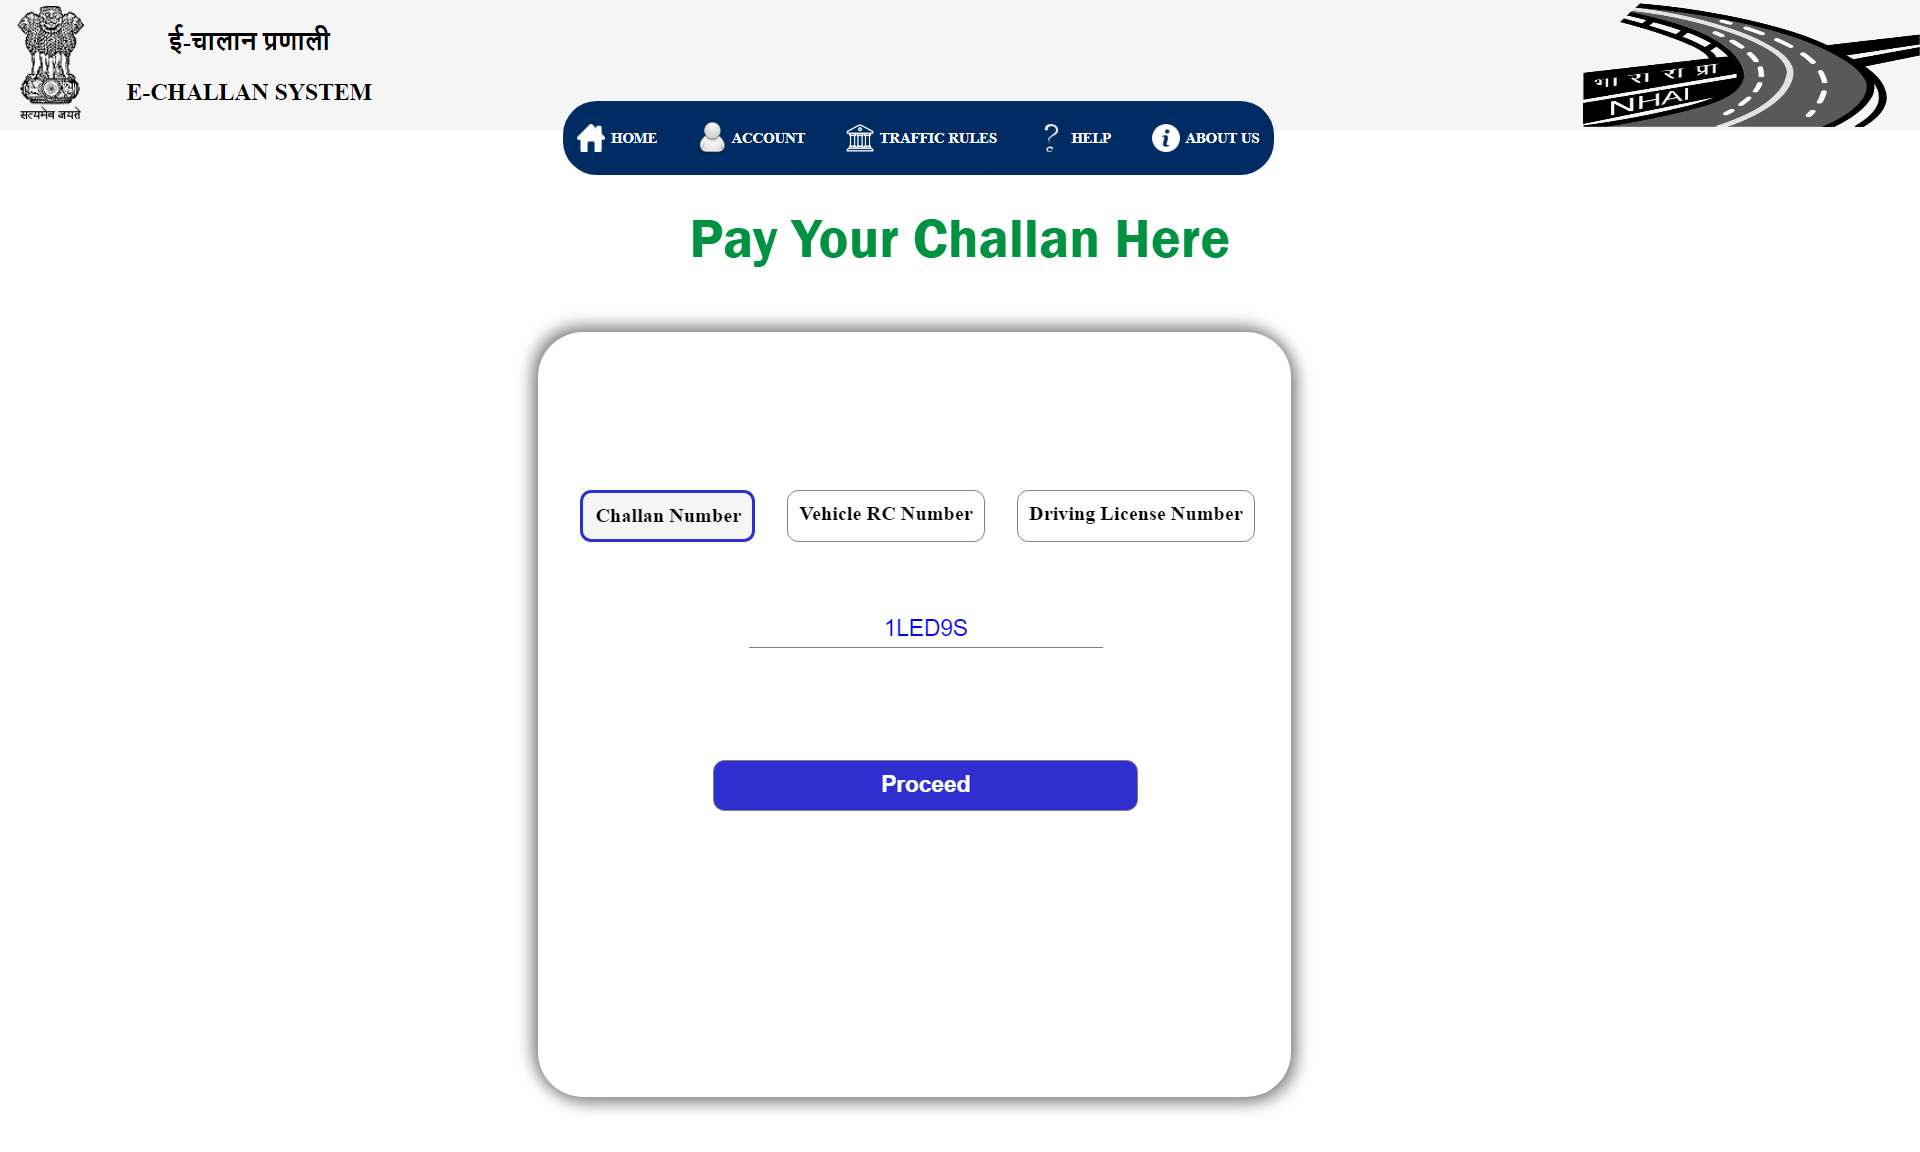 ई-चालान प्रणाली
E-CHALLAN SYSTEM
सत्यमेव जयते
भा रा रा प्रा
NHAI
HOME ACCOUNT TRAFFIC RULES HELP ABOUT US
Pay Your Challan Here
Challan Number Vehicle RC Number Driving License Number
1LED9S
Proceed